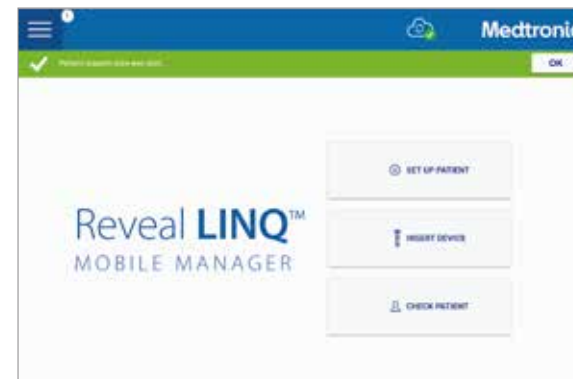 Medtronic
OK
SET UP PATIENT
Reveal LINQ™
MOBILE MANAGER
INSERT DEVICE
CHECK PATIENT